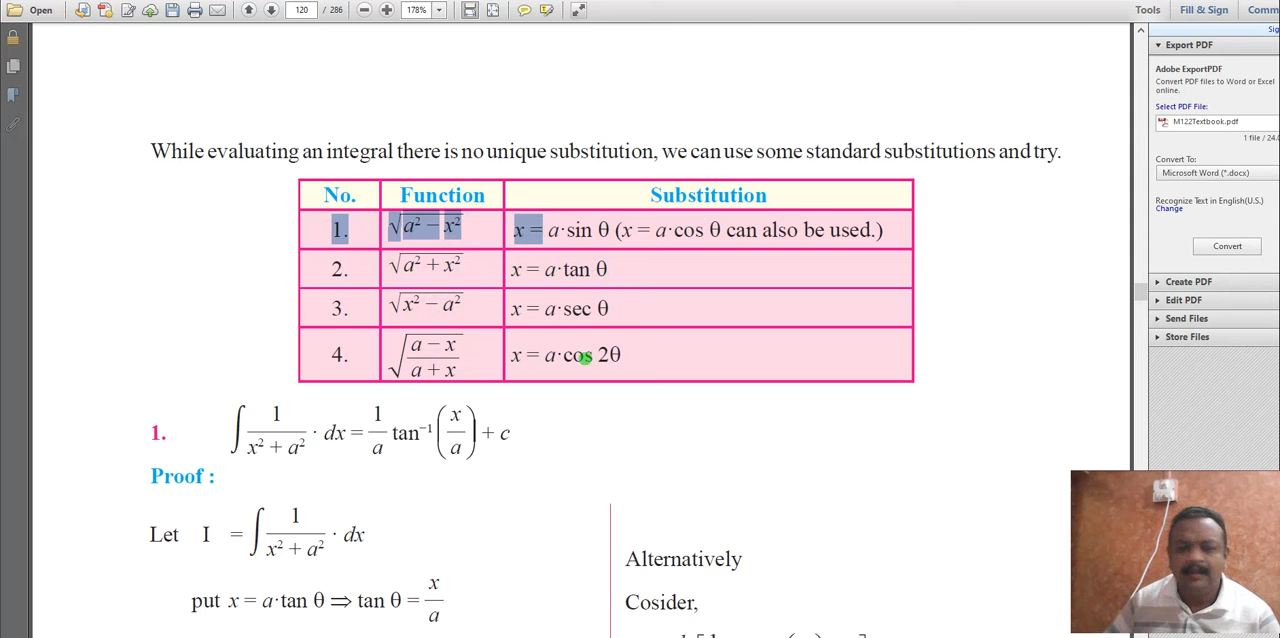 Open 120 / 286 178% Tools Fill & Sign Comm
Sig
Export PDF
Adobe ExportPDF
Convert PDF files to Word or Excel
online.
Select PDF File:
M122Textbook.pdf
1 file / 24.
Convert To:
Microsoft Word (*.docx)
Recognize Text in English(U.S.)
Change
Convert
Create PDF
Edit PDF
Send Files
Store Files
While evaluating an integral there is no unique substitution, we can use some standard substitutions and try.
No. Function Substitution
1. √(a² − x²) x = a·sin θ (x = a·cos θ can also be used.)
2. √(a² + x²) x = a·tan θ
3. √(x² − a²) x = a·sec θ
4. √((a − x)/(a + x)) x = a·cos 2θ
1. ∫ 1/(x² + a²) · dx = 1/a tan⁻¹ (x/a) + c
Proof :
Let I = ∫ 1/(x² + a²) · dx
put x = a·tan θ ⇒ tan θ = x/a
Alternatively
Cosider,